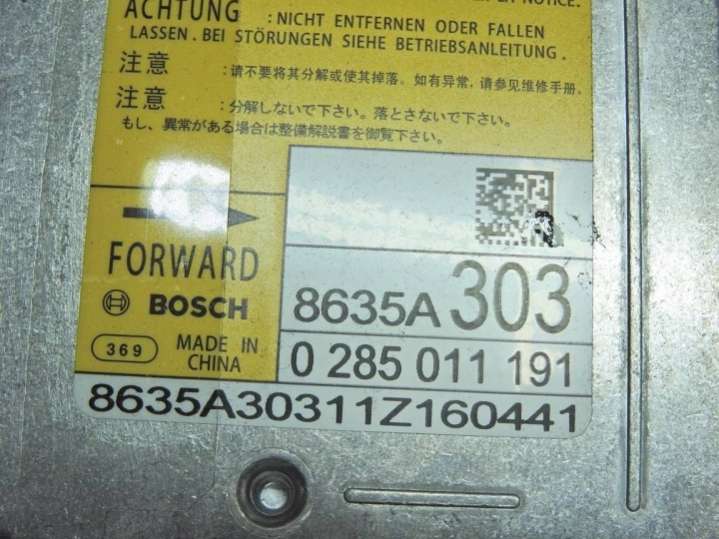 NOTICE.
ACHTUNG : NICHT ENTFERNEN ODER FALLEN
LASSEN. BEI STÖRUNGEN SIEHE BETRIEBSANLEITUNG.
注意 : 请不要将其分解或使其掉落。如有异常, 请参见维修手册.
注意 : 分解しないで下さい。落とさないで下さい。
もし、異常がある場合は整備解説書を御覧下さい。
FORWARD
BOSCH
8635A 303
369 MADE IN
CHINA
0 285 011 191
8635A30311Z160441